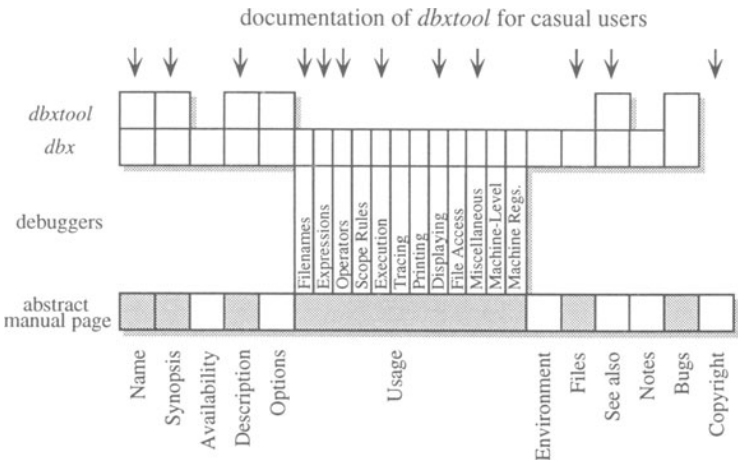 documentation of dbxtool for casual users
dbxtool
dbx
debuggers
Filenames
Expressions
Operators
Scope Rules
Execution
Tracing
Printing
Displaying
File Access
Miscellaneous
Machine-Level
Machine Regs.
abstract
manual page
Name
Synopsis
Availability
Description
Options
Usage
Environment
Files
See also
Notes
Bugs
Copyright